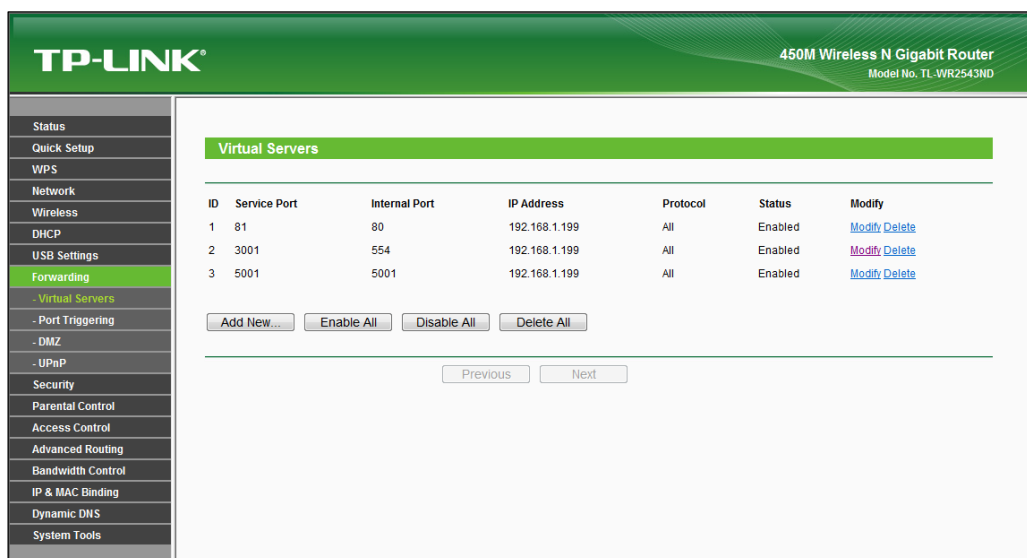 TP-LINK®
450M Wireless N Gigabit Router
Model No. TL-WR2543ND
Status
Quick Setup
WPS
Network
Wireless
DHCP
USB Settings
Forwarding
- Virtual Servers
- Port Triggering
- DMZ
- UPnP
Security
Parental Control
Access Control
Advanced Routing
Bandwidth Control
IP & MAC Binding
Dynamic DNS
System Tools
Virtual Servers
ID Service Port Internal Port IP Address Protocol Status Modify
1 81 80 192.168.1.199 All Enabled Modify Delete
2 3001 554 192.168.1.199 All Enabled Modify Delete
3 5001 5001 192.168.1.199 All Enabled Modify Delete
Add New... Enable All Disable All Delete All
Previous Next